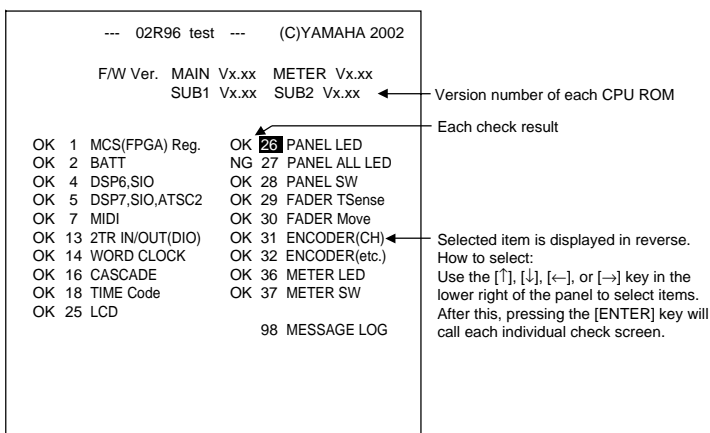 --- 02R96 test --- (C)YAMAHA 2002
F/W Ver. MAIN Vx.xx METER Vx.xx
SUB1 Vx.xx SUB2 Vx.xx
Version number of each CPU ROM
Each check result
OK 1 MCS(FPGA) Reg. OK 26 PANEL LED
OK 2 BATT NG 27 PANEL ALL LED
OK 4 DSP6,SIO OK 28 PANEL SW
OK 5 DSP7,SIO,ATSC2 OK 29 FADER TSense
OK 7 MIDI OK 30 FADER Move
OK 13 2TR IN/OUT(DIO) OK 31 ENCODER(CH)
OK 14 WORD CLOCK OK 32 ENCODER(etc.)
OK 16 CASCADE OK 36 METER LED
OK 18 TIME Code OK 37 METER SW
OK 25 LCD
98 MESSAGE LOG
Selected item is displayed in reverse.
How to select:
Use the [↑], [↓], [←], or [→] key in the
lower right of the panel to select items.
After this, pressing the [ENTER] key will
call each individual check screen.